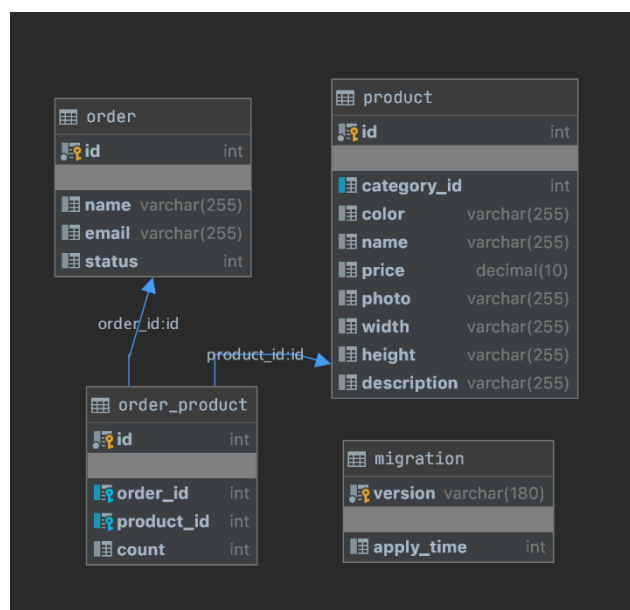 order
id int
name varchar(255)
email varchar(255)
status int
order_id:id
product
id int
category_id int
color varchar(255)
name varchar(255)
price decimal(10)
photo varchar(255)
width varchar(255)
height varchar(255)
description varchar(255)
product_id:id
order_product
id int
order_id int
product_id int
count int
migration
version varchar(180)
apply_time int